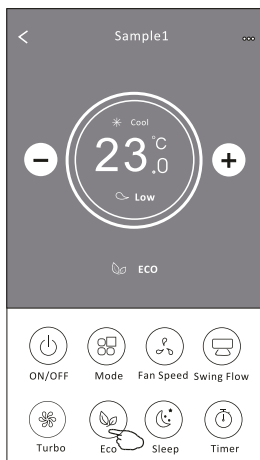 Sample1
Cool
23.0°C
Low
ECO
ON/OFF Mode Fan Speed Swing Flow
Turbo Eco Sleep Timer